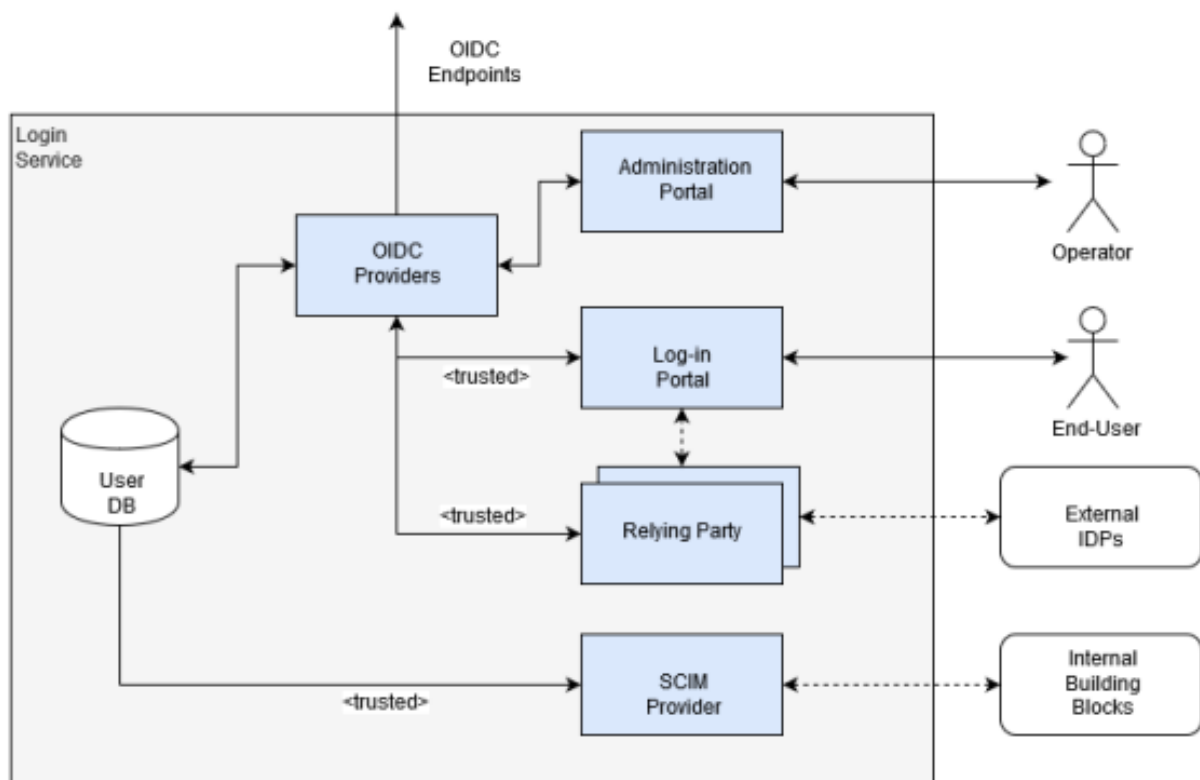 OIDC
Endpoints
Login
Service
Administration
Portal
Operator
OIDC
Providers
Log-in
Portal
<trusted>
End-User
User
DB
<trusted>
Relying Party
External
IDPs
SCIM
Provider
<trusted>
Internal
Building
Blocks